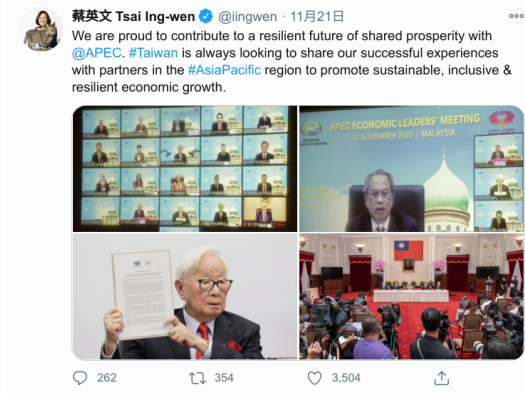 蔡英文 Tsai Ing-wen @iingwen · 11月21日
We are proud to contribute to a resilient future of shared prosperity with
@APEC. #Taiwan is always looking to share our successful experiences
with partners in the #AsiaPacific region to promote sustainable, inclusive &
resilient economic growth.
APEC ECONOMIC LEADERS' MEETING
20 NOVEMBER 2020 | MALAYSIA
262 354 3,504